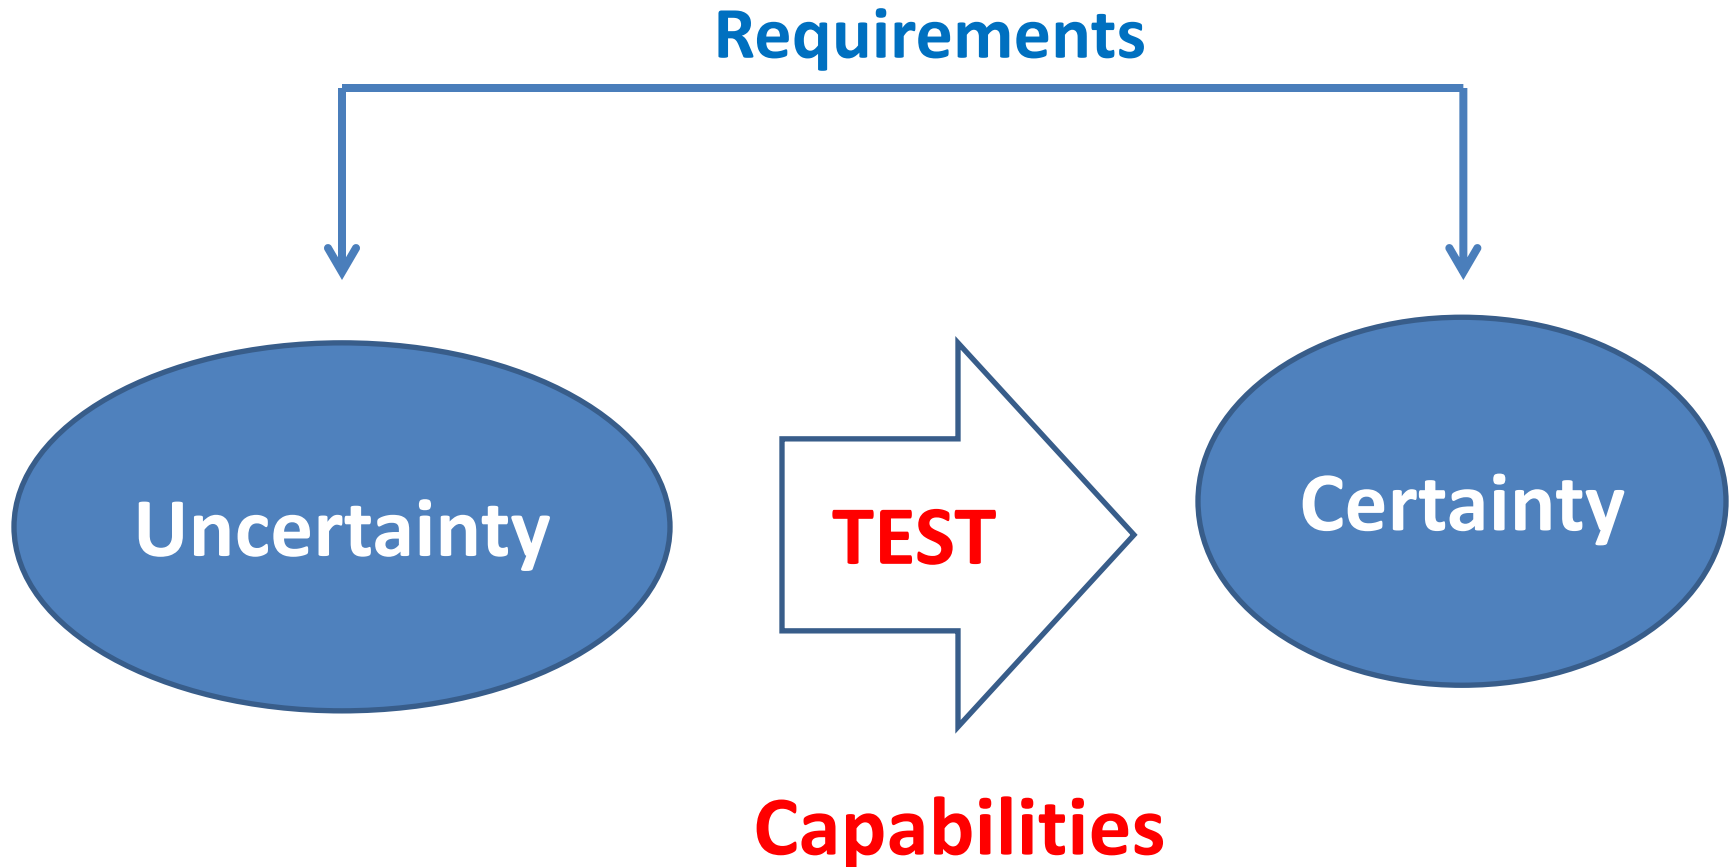 Requirements
Uncertainty
TEST
Certainty
Capabilities